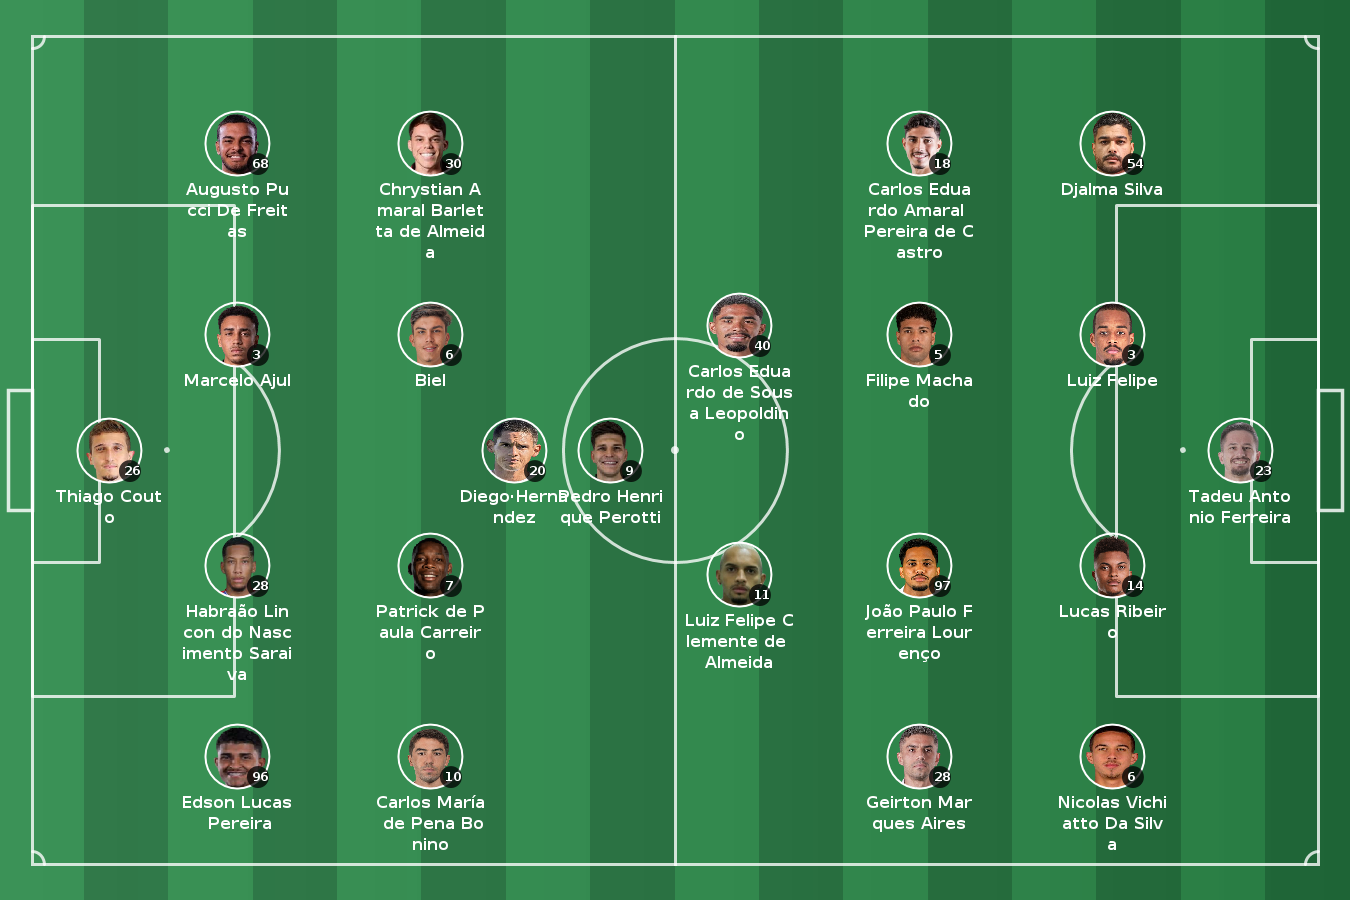 68
Augusto Pu
cci De Freit
as
30
Chrystian A
maral Barlet
ta de Almeid
a
18
Carlos Edua
rdo Amaral
Pereira de C
astro
54
Djalma Silva
3
Marcelo Ajul
6
Biel
40
Carlos Edua
rdo de Sous
a Leopoldin
o
5
Filipe Macha
do
3
Luiz Felipe
26
Thiago Cout
o
20
Diego Herna
ndez
9
Pedro Henri
que Perotti
23
Tadeu Anto
nio Ferreira
28
Habraão Lin
con do Nasc
imento Sarai
va
7
Patrick de P
aula Carreir
o
11
Luiz Felipe C
lemente de
Almeida
97
João Paulo F
erreira Lour
enço
14
Lucas Ribeir
o
96
Edson Lucas
Pereira
10
Carlos María
de Pena Bo
nino
28
Geirton Mar
ques Aires
6
Nicolas Vichi
atto Da Silv
a